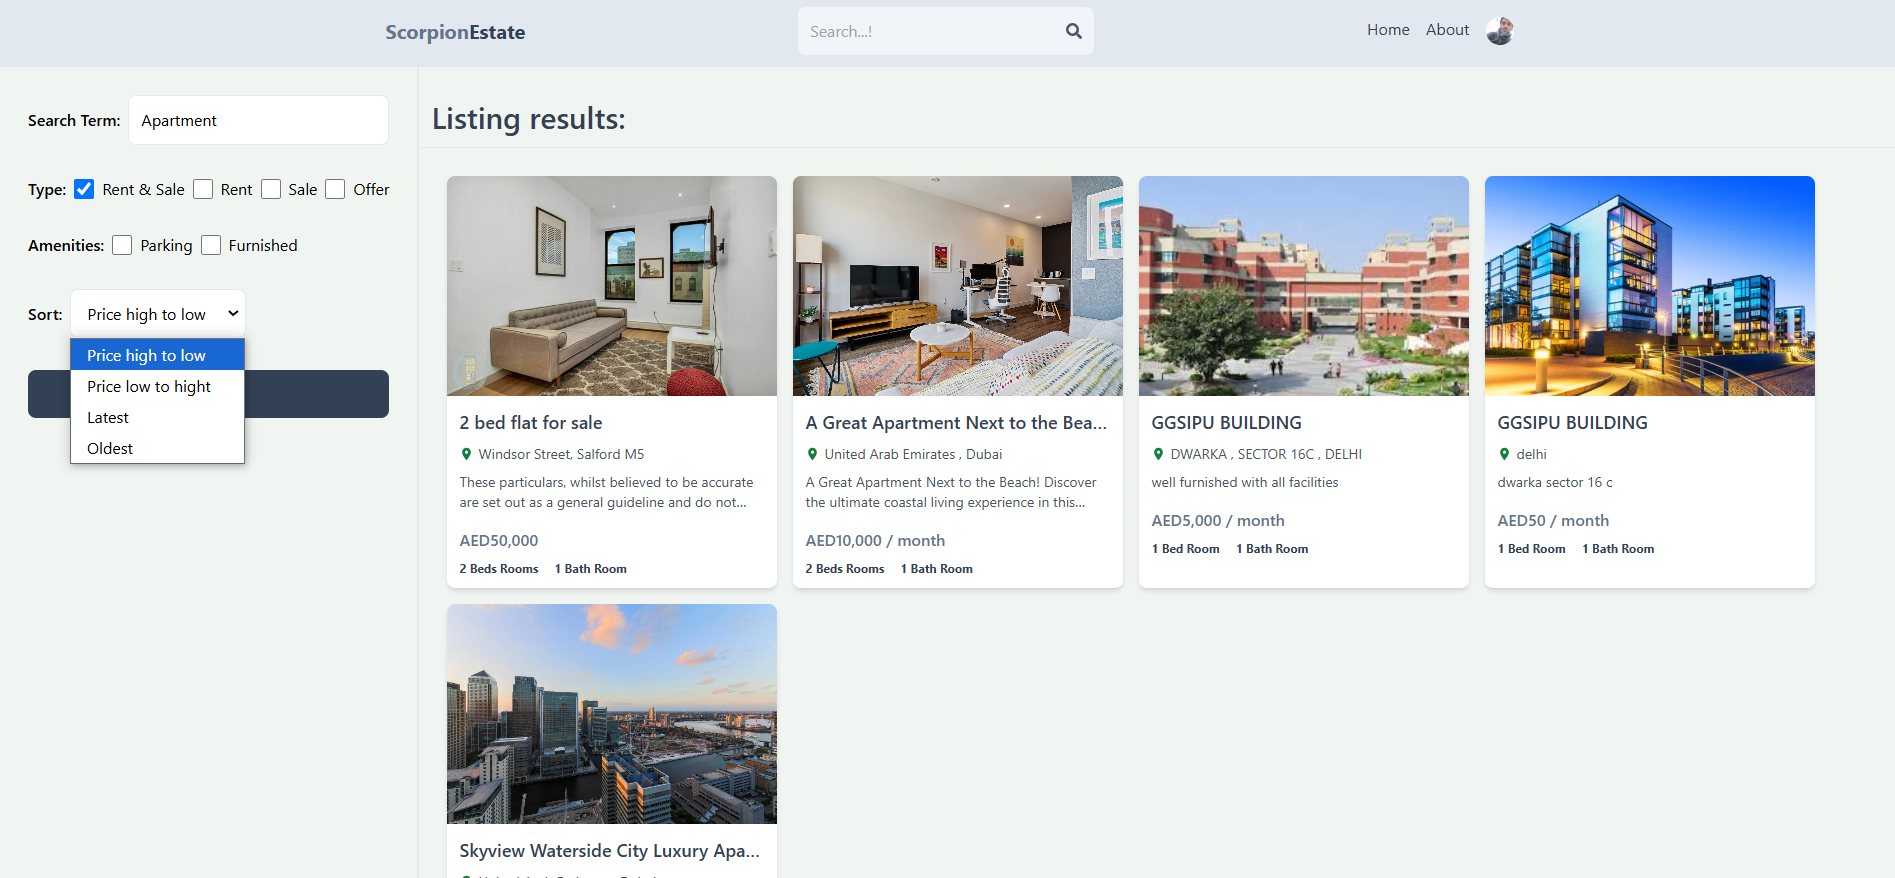 ScorpionEstate
Search...!
Home About
Search Term: Apartment
Type: Rent & Sale Rent Sale Offer
Amenities: Parking Furnished
Sort: Price high to low
Price high to low
Price low to hight
Latest
Oldest
Listing results:
2 bed flat for sale
Windsor Street, Salford M5
These particulars, whilst believed to be accurate
are set out as a general guideline and do not...
AED50,000
2 Beds Rooms 1 Bath Room
A Great Apartment Next to the Bea...
United Arab Emirates , Dubai
A Great Apartment Next to the Beach! Discover
the ultimate coastal living experience in this...
AED10,000 / month
2 Beds Rooms 1 Bath Room
GGSIPU BUILDING
DWARKA , SECTOR 16C , DELHI
well furnished with all facilities
AED5,000 / month
1 Bed Room 1 Bath Room
GGSIPU BUILDING
delhi
dwarka sector 16 c
AED50 / month
1 Bed Room 1 Bath Room
Skyview Waterside City Luxury Apa...